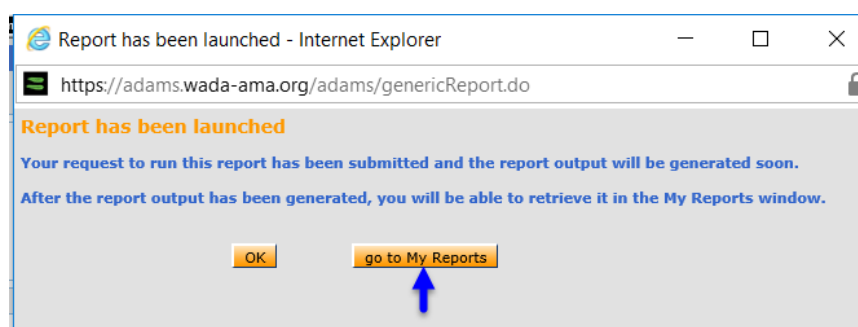 Report has been launched - Internet Explorer
https://adams.wada-ama.org/adams/genericReport.do
Report has been launched
Your request to run this report has been submitted and the report output will be generated soon.
After the report output has been generated, you will be able to retrieve it in the My Reports window.
OK go to My Reports